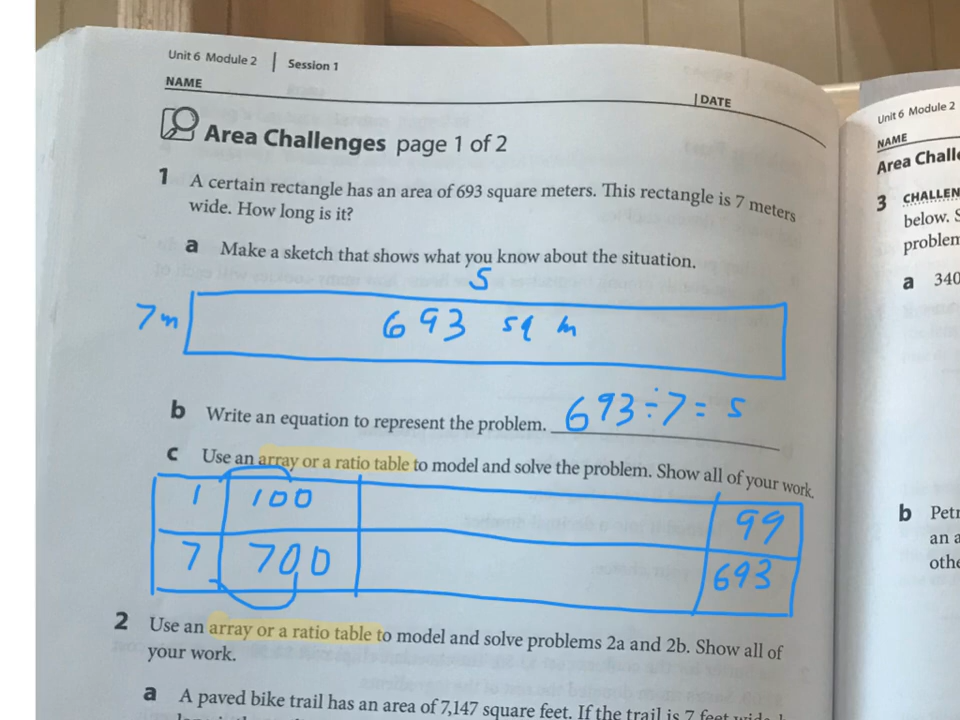 Unit 6 Module 2 | Session 1
NAME | DATE
Area Challenges page 1 of 2
1 A certain rectangle has an area of 693 square meters. This rectangle is 7 meters
wide. How long is it?
a Make a sketch that shows what you know about the situation.
S
7m 693 sq m
b Write an equation to represent the problem. 693 ÷ 7 = S
c Use an array or a ratio table to model and solve the problem. Show all of your work.
1 100 99
7 700 693
2 Use an array or a ratio table to model and solve problems 2a and 2b. Show all of
your work.
a A paved bike trail has an area of 7,147 square feet. If the trail is 7 feet wide
Unit 6 Module 2
NAME
Area Chall
3 CHALLEN
below. S
problem
a 340
b Petr
an a
othe